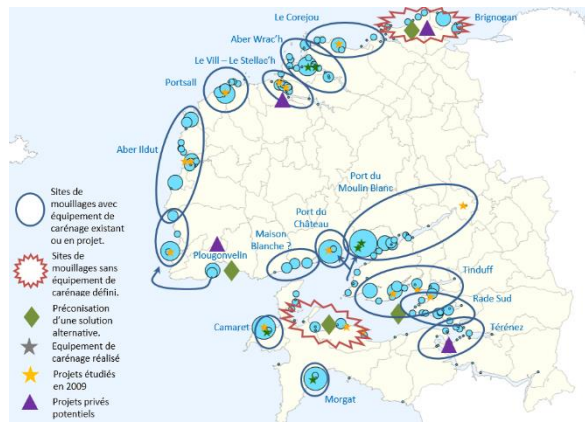 Le Corejou
Brignogan
Aber Wrac'h
Le Vill – Le Stellac'h
Portsall
Aber Ildut
Port du
Moulin Blanc
Port du
Château
Maison
Blanche ?
Plougonvelin
Tinduff
Rade Sud
Térénez
Camaret
Morgat
Sites de
mouillages avec
équipement de
carénage existant
ou en projet.
Sites de
mouillages sans
équipement de
carénage défini.
Préconisation
d'une solution
alternative.
Equipement de
carénage réalisé
Projets étudiés
en 2009
Projets privés
potentiels